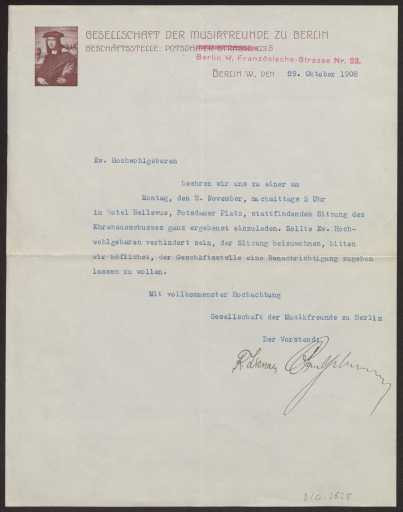 GESELLSCHAFT DER MUSIKFREUNDE ZU BERLIN
GESCHÄFTSSTELLE: POTSDAMER STRASSE
Berlin W, Französische-Strasse Nr. 22.
BERLIN W., DEN 29. Oktober 1908
Ew. Hochwohlgeboren
beehren wir uns zu einer am
Montag, den 2. November, nachmittags 5 Uhr
im Hotel Bellevue, Potsdamer Platz, stattfindenden Sitzung des
Ehrenausschusses ganz ergebenst einzuladen. Sollte Ew. Hoch-
wohlgeboren verhindert sein, der Sitzung beizuwohnen, bitten
wir höflichst, der Geschäftsstelle eine Benachrichtigung zugehen
lassen zu wollen.
Mit vollkommenster Hochachtung
Gesellschaft der Musikfreunde zu Berlin
Der Vorstand: